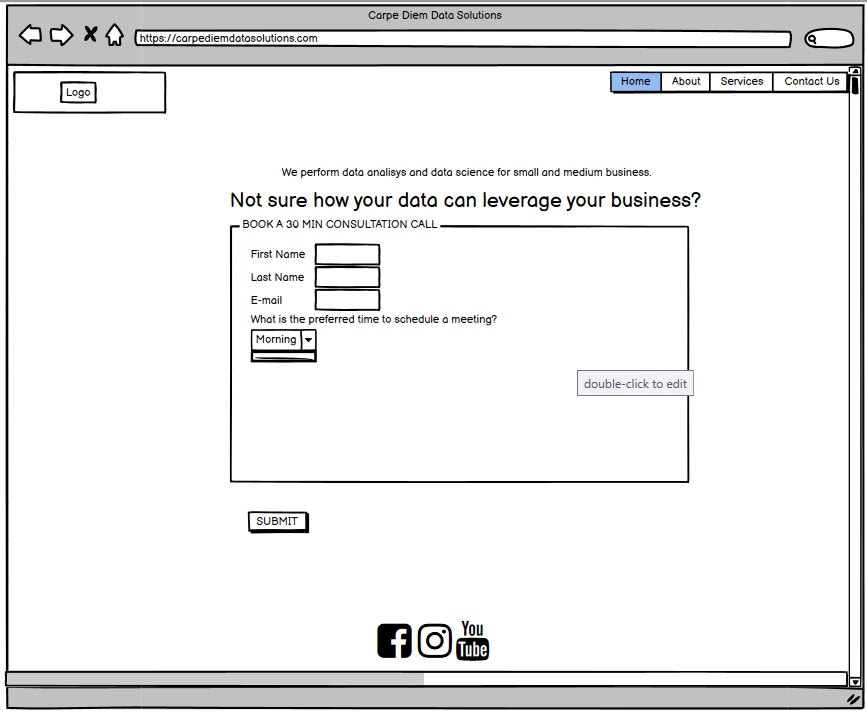 Carpe Diem Data Solutions
https://carpediemdatasolutions.com
Logo
Home About Services Contact Us
We perform data analisys and data science for small and medium business.
Not sure how your data can leverage your business?
BOOK A 30 MIN CONSULTATION CALL
First Name
Last Name
E-mail
What is the preferred time to schedule a meeting?
Morning
double-click to edit
SUBMIT
You
Tube